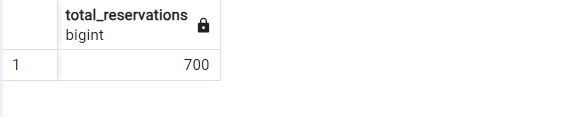 total_reservations
bigint
1 700